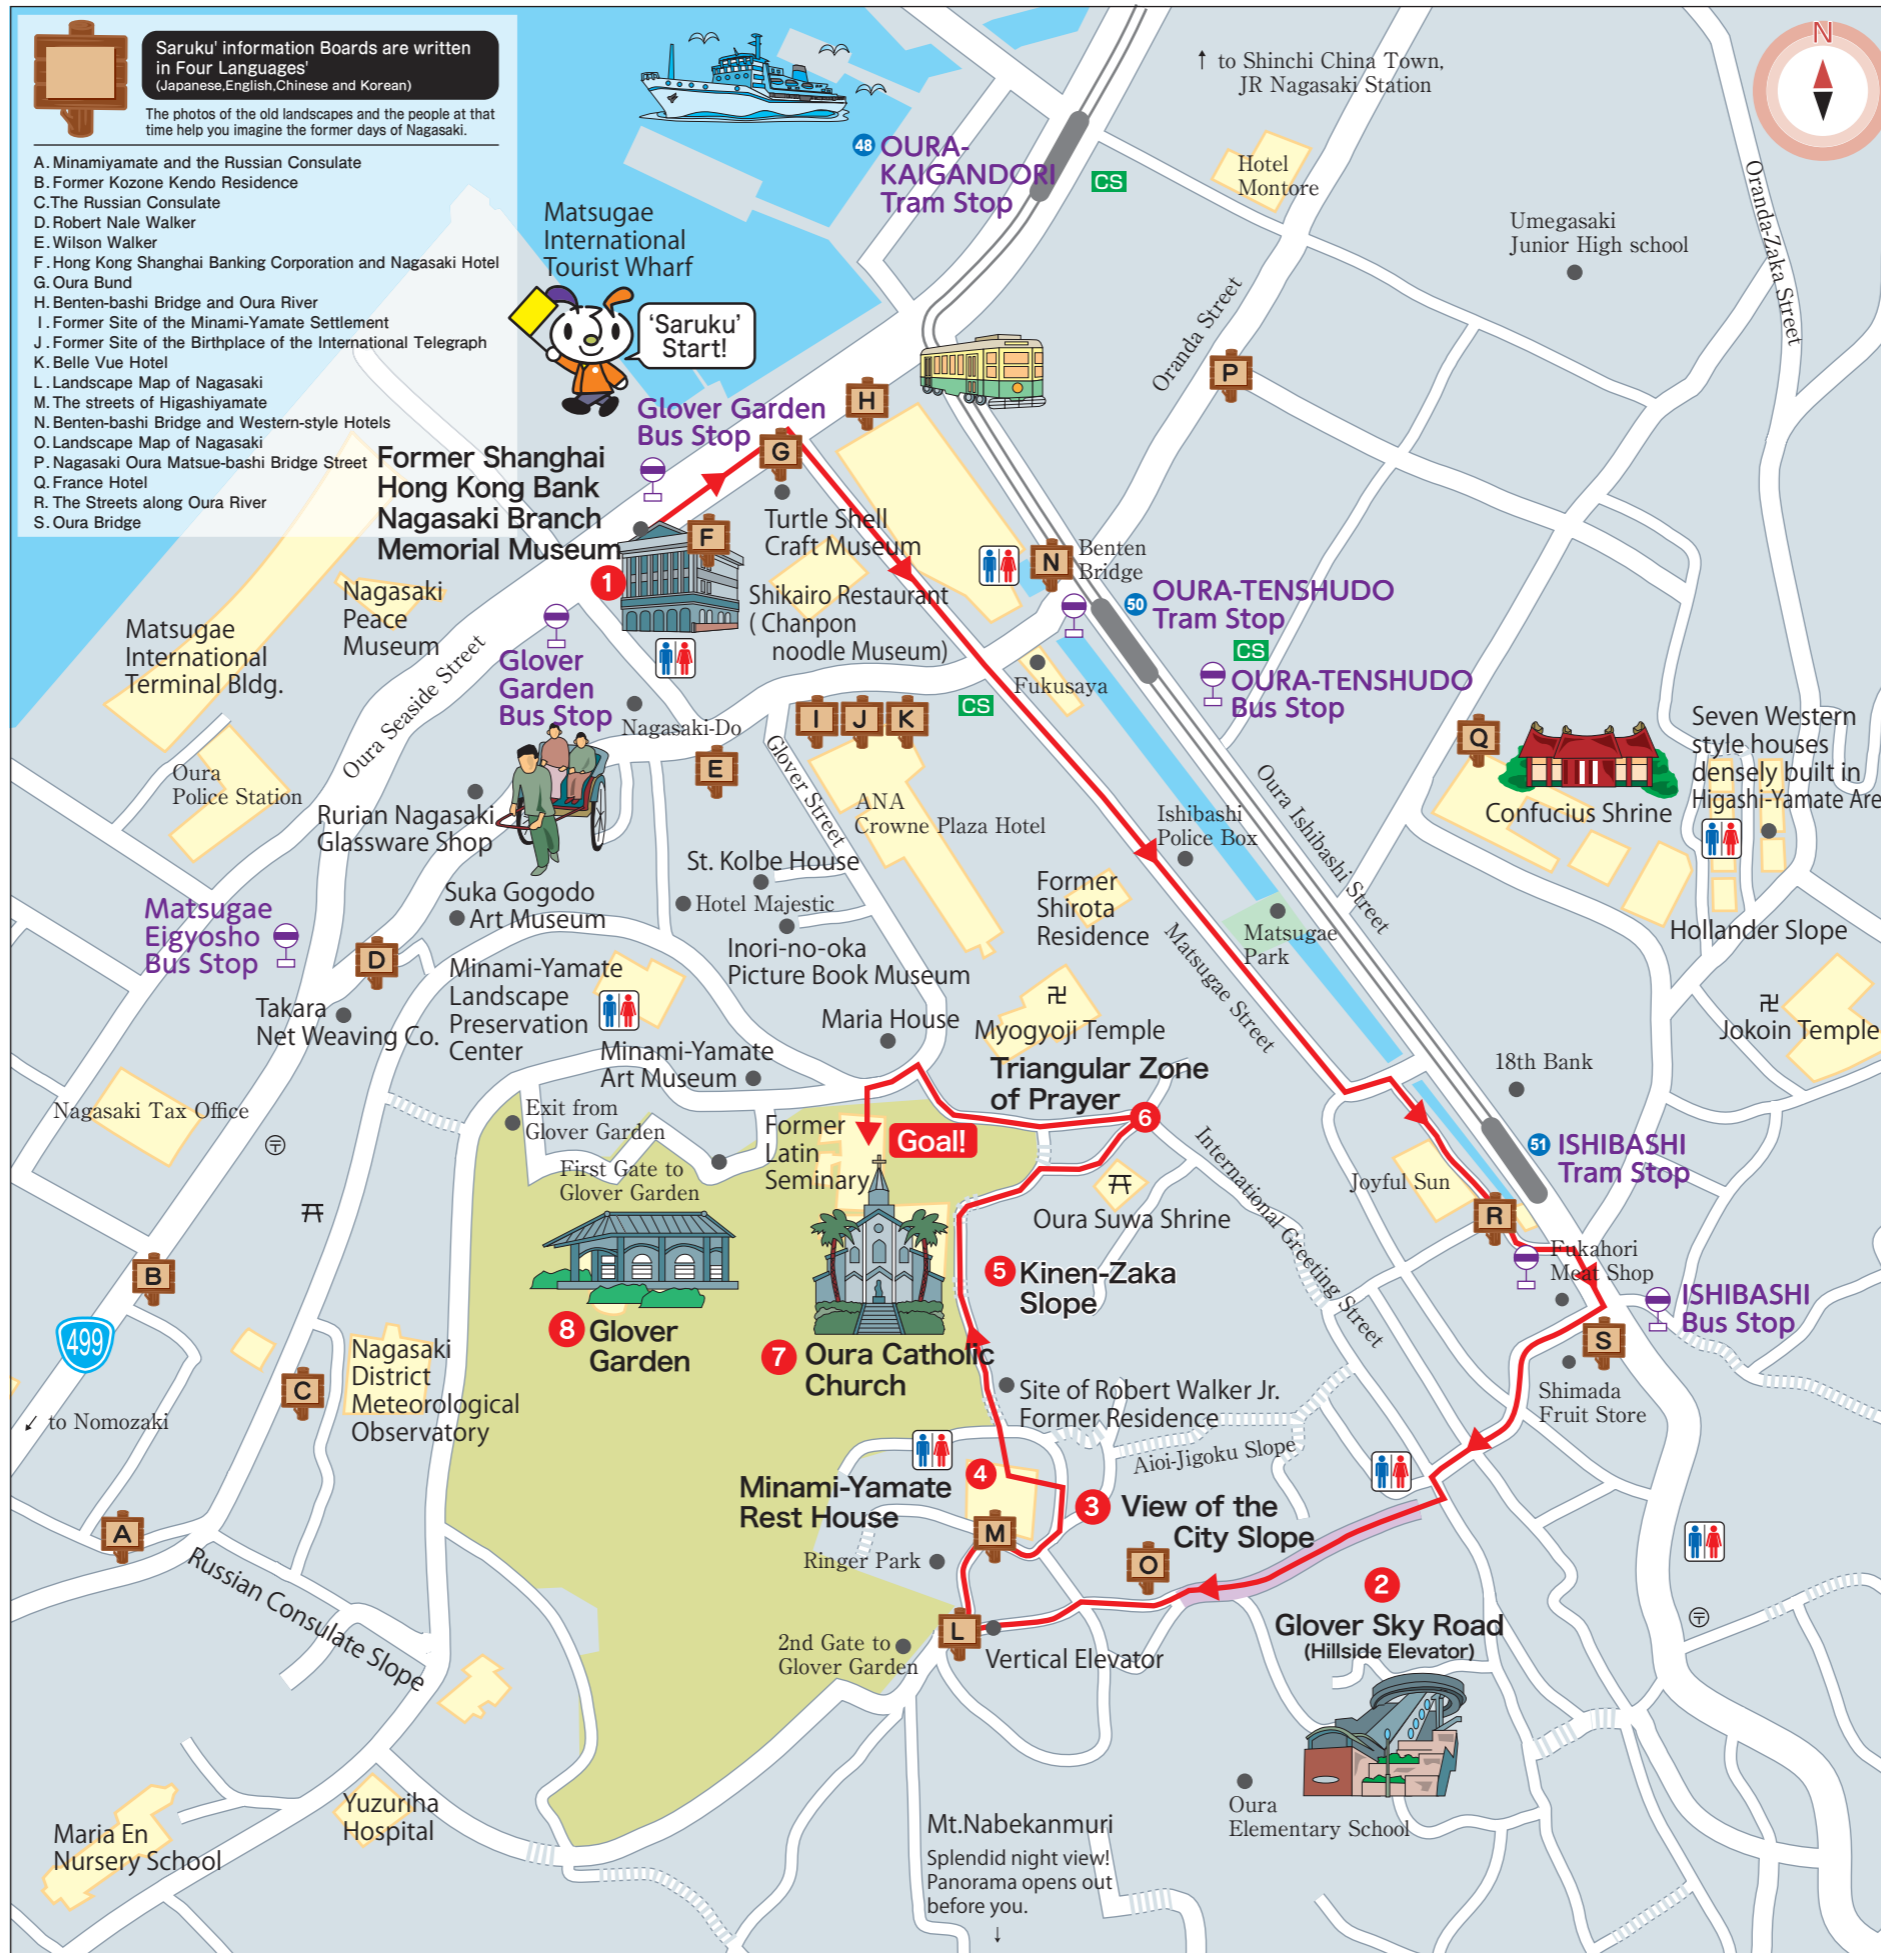 Saruku' information Boards are written
in Four Languages'
(Japanese,English,Chinese and Korean)
The photos of the old landscapes and the people at that
time help you imagine the former days of Nagasaki.
A. Minamiyamate and the Russian Consulate
B. Former Kozone Kendo Residence
C.The Russian Consulate
D. Robert Nale Walker
E. Wilson Walker
F. Hong Kong Shanghai Banking Corporation and Nagasaki Hotel
G. Oura Bund
H. Benten-bashi Bridge and Oura River
I. Former Site of the Minami-Yamate Settlement
J. Former Site of the Birthplace of the International Telegraph
K. Belle Vue Hotel
L. Landscape Map of Nagasaki
M. The streets of Higashiyamate
N. Benten-bashi Bridge and Western-style Hotels
O. Landscape Map of Nagasaki
P. Nagasaki Oura Matsue-bashi Bridge Street
Q. France Hotel
R. The Streets along Oura River
S. Oura Bridge
N
↑ to Shinchi China Town,
JR Nagasaki Station
48 OURA-
KAIGANDORI
Tram Stop
CS
Hotel
Montore
Oranda-Zaka Street
Umegasaki
Junior High school
Matsugae
International
Tourist Wharf
'Saruku'
Start!
Oranda Street
P
H
Glover Garden
Bus Stop
G
Former Shanghai
Hong Kong Bank
Nagasaki Branch
Memorial Museum
1
F
Turtle Shell
Craft Museum
Shikairo Restaurant
( Chanpon
noodle Museum)
N
Benten
Bridge
50 OURA-TENSHUDO
Tram Stop
CS
OURA-TENSHUDO
Bus Stop
Nagasaki
Peace
Museum
Matsugae
International
Terminal Bldg.
Oura Seaside Street
Glover
Garden
Bus Stop
Nagasaki-Do
Fukusaya
CS
I
J
K
E
Glover Street
ANA
Crowne Plaza Hotel
Oura
Police Station
Rurian Nagasaki
Glassware Shop
Ishibashi
Police Box
Oura Ishibashi Street
Q
Confucius Shrine
Seven Western
style houses
densely built in
Higashi-Yamate Are
Hollander Slope
St. Kolbe House
Hotel Majestic
Suka Gogodo
Art Museum
Inori-no-oka
Picture Book Museum
Former
Shirota
Residence
Matsugae
Park
Matsugae Street
Matsugae
Eigyosho
Bus Stop
D
Takara
Net Weaving Co.
Minami-Yamate
Landscape
Preservation
Center
Maria House
卍
Myogyoji Temple
卍
Jokoin Temple
Minami-Yamate
Art Museum
Triangular Zone
of Prayer
6
18th Bank
Nagasaki Tax Office
〒
Exit from
Glover Garden
First Gate to
Glover Garden
Former
Latin
Seminary
Goal!
International Greeting Street
51 ISHIBASHI
Tram Stop
Joyful Sun
R
Oura Suwa Shrine
Fukahori
Meat Shop
ISHIBASHI
Bus Stop
B
5 Kinen-Zaka
Slope
499
8 Glover
Garden
7 Oura Catholic
Church
S
Shimada
Fruit Store
C
Nagasaki
District
Meteorological
Observatory
↙ to Nomozaki
Site of Robert Walker Jr.
Former Residence
Aioi-Jigoku Slope
4
Minami-Yamate
Rest House
M
3 View of the
City Slope
Ringer Park
O
A
Russian Consulate Slope
2
Glover Sky Road
(Hillside Elevator)
〒
L
Vertical Elevator
2nd Gate to
Glover Garden
Oura
Elementary School
Yuzuriha
Hospital
Maria En
Nursery School
Mt.Nabekanmuri
Splendid night view!
Panorama opens out
before you.
↓